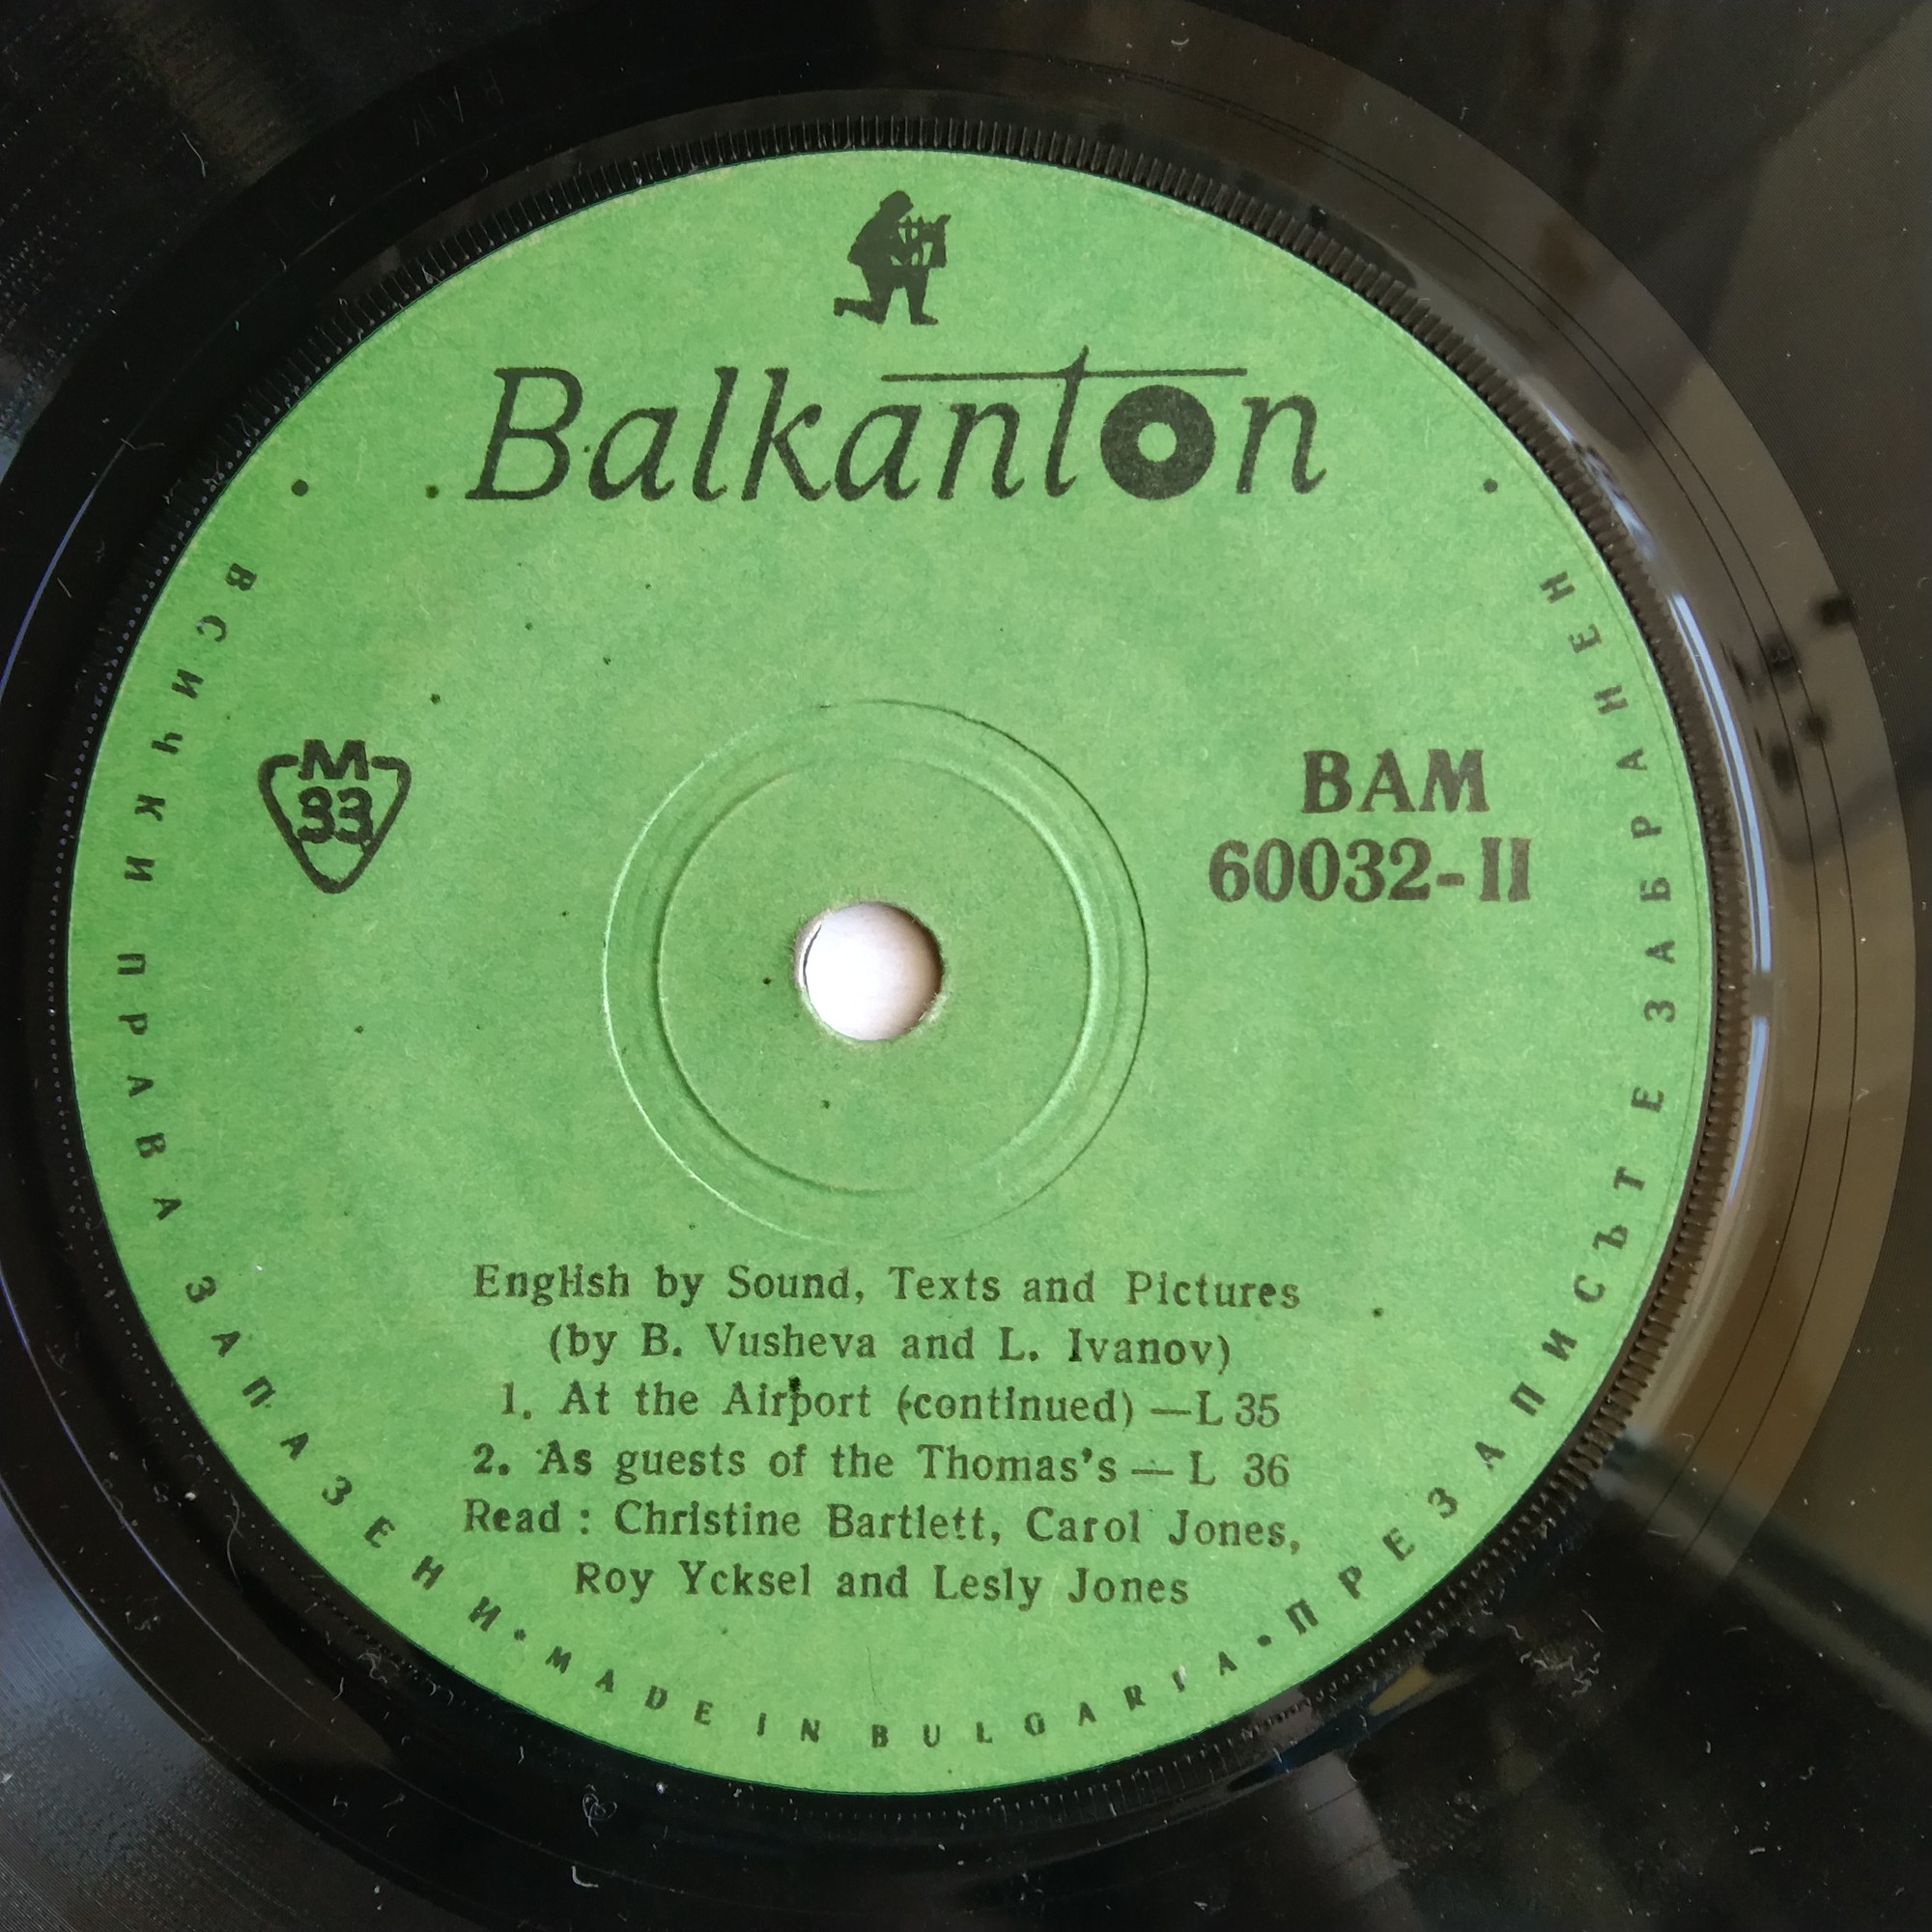 Balkanton
M
33
BAM
60032-II
English by Sound, Texts and Pictures
(by B. Vusheva and L. Ivanov)
1. At the Airport (continued) — L 35
2. As guests of the Thomas's — L 36
Read : Christine Bartlett, Carol Jones,
Roy Ycksel and Lesly Jones
• ВСИЧКИ ПРАВА ЗАПАЗЕНИ • MADE IN BULGARIA • ПРЕЗАПИСЪТ Е ЗАБРАНЕН •